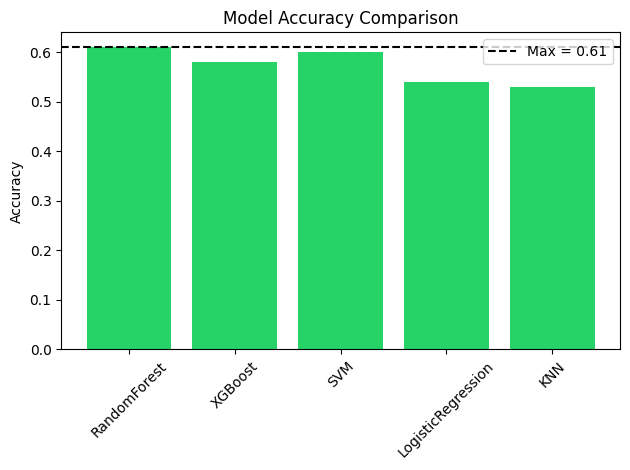 Model Accuracy Comparison
Max = 0.61
Accuracy
0.6
0.5
0.4
0.3
0.2
0.1
0.0
RandomForest
XGBoost
SVM
LogisticRegression
KNN